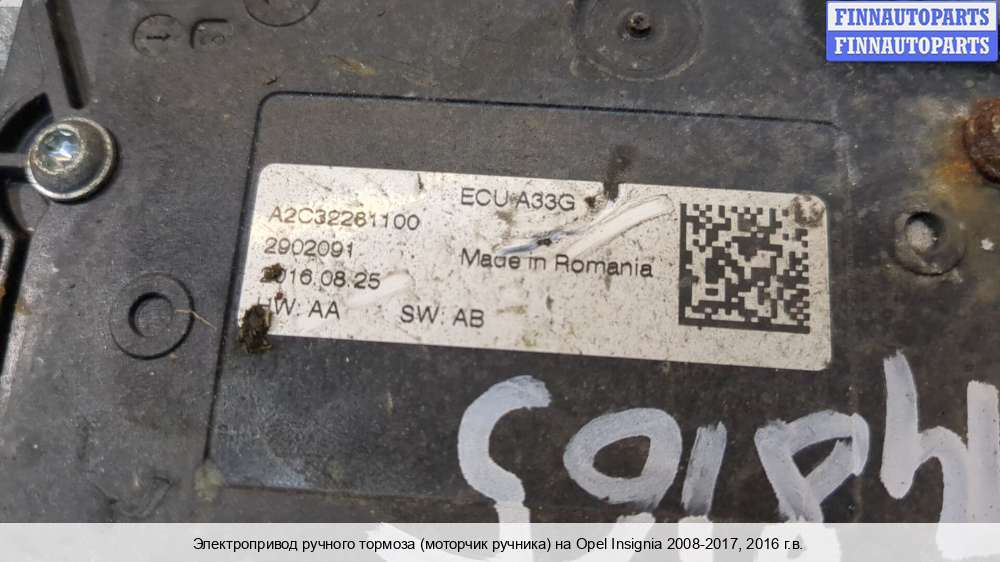 FINNAUTOPARTS
FINNAUTOPARTS
ECU A33G
A2C32261100
2902091
Made in Romania
2016.08.25
HW: AA SW: AB
Электропривод ручного тормоза (моторчик ручника) на Opel Insignia 2008-2017, 2016 г.в.